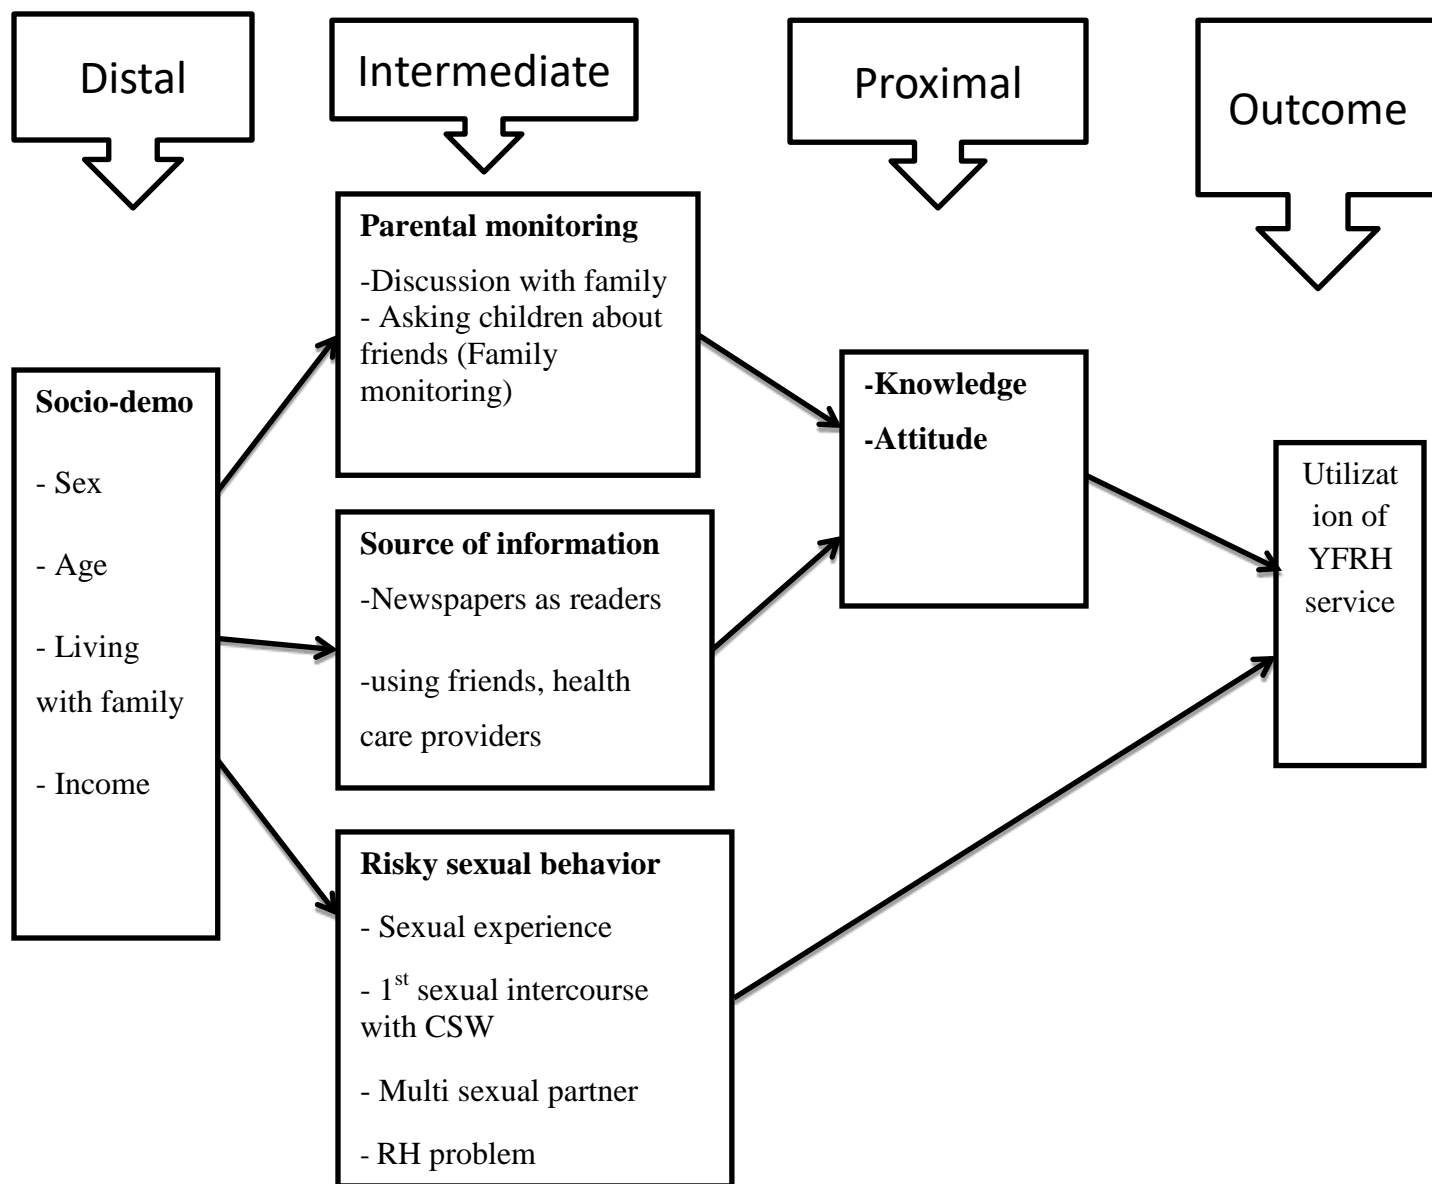 Distal
Intermediate
Proximal
Outcome
Socio-demo
- Sex
- Age
- Living
with family
- Income
Parental monitoring
-Discussion with family
- Asking children about
friends (Family
monitoring)
Source of information
-Newspapers as readers
-using friends, health
care providers
Risky sexual behavior
- Sexual experience
- 1st sexual intercourse
with CSW
- Multi sexual partner
- RH problem
-Knowledge
-Attitude
Utilizat
ion of
YFRH
service